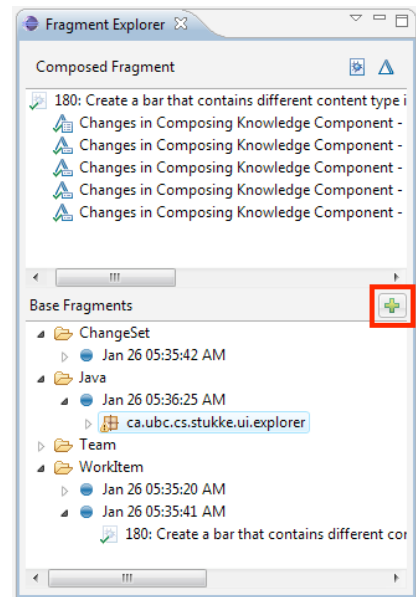 Fragment Explorer
Composed Fragment
180: Create a bar that contains different content type i
Changes in Composing Knowledge Component -
Changes in Composing Knowledge Component -
Changes in Composing Knowledge Component -
Changes in Composing Knowledge Component -
Changes in Composing Knowledge Component -
Base Fragments
ChangeSet
Jan 26 05:35:42 AM
Java
Jan 26 05:36:25 AM
ca.ubc.cs.stukke.ui.explorer
Team
WorkItem
Jan 26 05:35:20 AM
Jan 26 05:35:41 AM
180: Create a bar that contains different cor